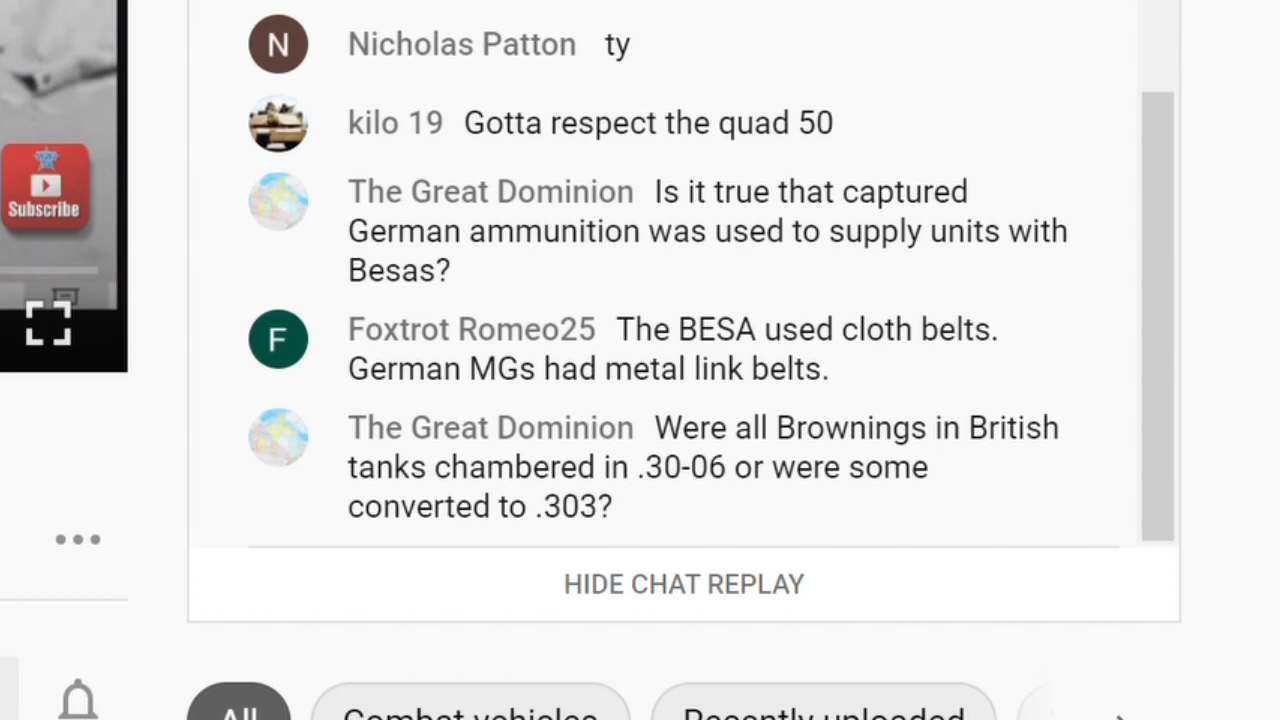 N Nicholas Patton ty
kilo 19 Gotta respect the quad 50
The Great Dominion Is it true that captured
German ammunition was used to supply units with
Besas?
Subscribe
F Foxtrot Romeo25 The BESA used cloth belts.
German MGs had metal link belts.
The Great Dominion Were all Brownings in British
tanks chambered in .30-06 or were some
converted to .303?
HIDE CHAT REPLAY
All Combat vehicles Recently uploaded